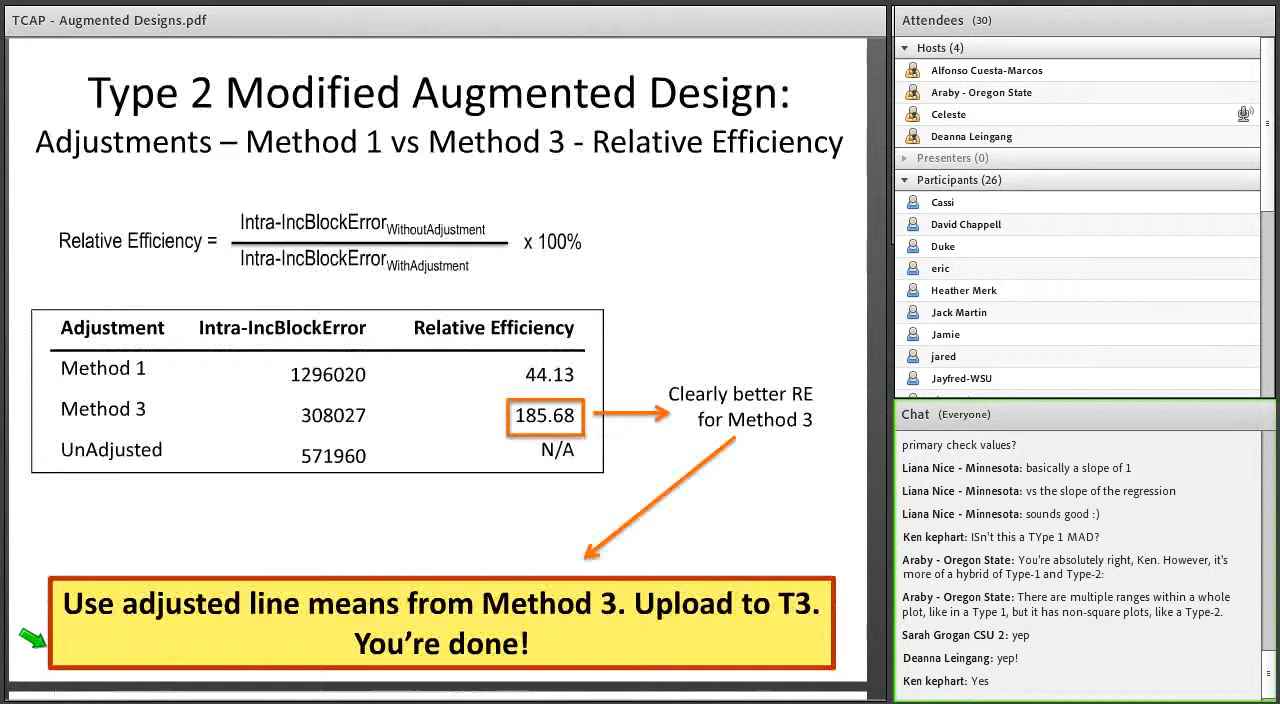 TCAP - Augmented Designs.pdf
Type 2 Modified Augmented Design:
Adjustments – Method 1 vs Method 3 - Relative Efficiency
Relative Efficiency = Intra-IncBlockErrorWithoutAdjustment
Intra-IncBlockErrorWithAdjustment
x 100%
Adjustment Intra-IncBlockError Relative Efficiency
Method 1 1296020 44.13
Method 3 308027 185.68
UnAdjusted 571960 N/A
Clearly better RE
for Method 3
Use adjusted line means from Method 3. Upload to T3.
You’re done!
Attendees (30)
Hosts (4)
Alfonso Cuesta-Marcos
Araby - Oregon State
Celeste
Deanna Leingang
Presenters (0)
Participants (26)
Cassi
David Chappell
Duke
eric
Heather Merk
Jack Martin
Jamie
jared
Jayfred-WSU
Chat (Everyone)
primary check values?
Liana Nice - Minnesota: basically a slope of 1
Liana Nice - Minnesota: vs the slope of the regression
Liana Nice - Minnesota: sounds good :)
Ken kephart: ISn't this a TYpe 1 MAD?
Araby - Oregon State: You're absolutely right, Ken. However, it's
more of a hybrid of Type-1 and Type-2:
Araby - Oregon State: There are multiple ranges within a whole
plot, like in a Type 1, but it has non-square plots, like a Type-2.
Sarah Grogan CSU 2: yep
Deanna Leingang: yep!
Ken kephart: Yes